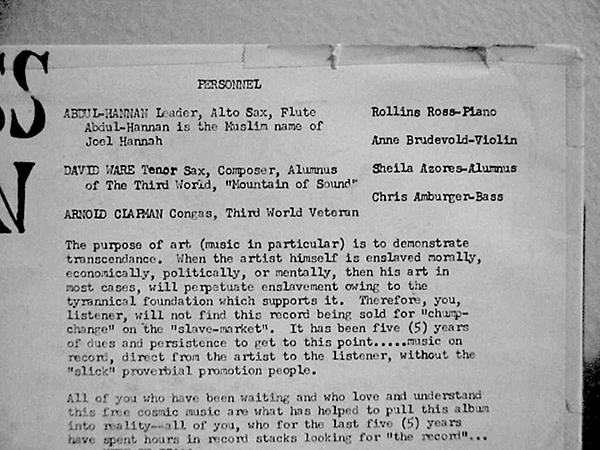 SS
N
PERSONNEL
ABDUL-HANNAN Leader, Alto Sax, Flute
Abdul-Hannan is the Muslim name of
Joel Hannah
DAVID WARE Tenor Sax, Composer, Alumnus
of The Third World, "Mountain of Sound"
ARNOLD CLAPMAN Congas, Third World Veteran
Rollins Ross-Piano
Anne Brudevold-Violin
Sheila Azores-Alumnus
Chris Amburger-Bass
The purpose of art (music in particular) is to demonstrate
transcendance. When the artist himself is enslaved morally,
economically, politically, or mentally, then his art in
most cases, will perpetuate enslavement owing to the
tyrannical foundation which supports it. Therefore, you,
listener, will not find this record being sold for "chump-
change" on the "slave-market". It has been five (5) years
of dues and persistence to get to this point.....music on
record, direct from the artist to the listener, without the
"slick" proverbial promotion people.
All of you who have been waiting and who love and understand
this free cosmic music are what has helped to pull this album
into reality--all of you, who for the last five (5) years
have spent hours in record stacks looking for "the record"...